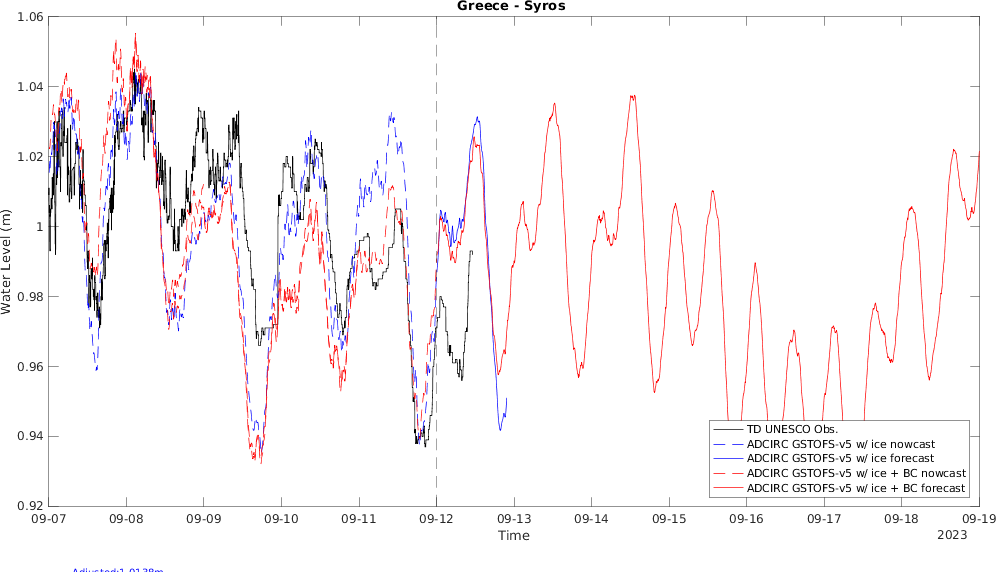 Greece - Syros
1.06
1.04
1.02
1
0.98
0.96
0.94
0.92
Water Level (m)
TD UNESCO Obs.
ADCIRC GSTOFS-v5 w/ ice nowcast
ADCIRC GSTOFS-v5 w/ ice forecast
ADCIRC GSTOFS-v5 w/ ice + BC nowcast
ADCIRC GSTOFS-v5 w/ ice + BC forecast
09-07 09-08 09-09 09-10 09-11 09-12 09-13 09-14 09-15 09-16 09-17 09-18 09-19
Time
2023
Adjusted:1.0138m